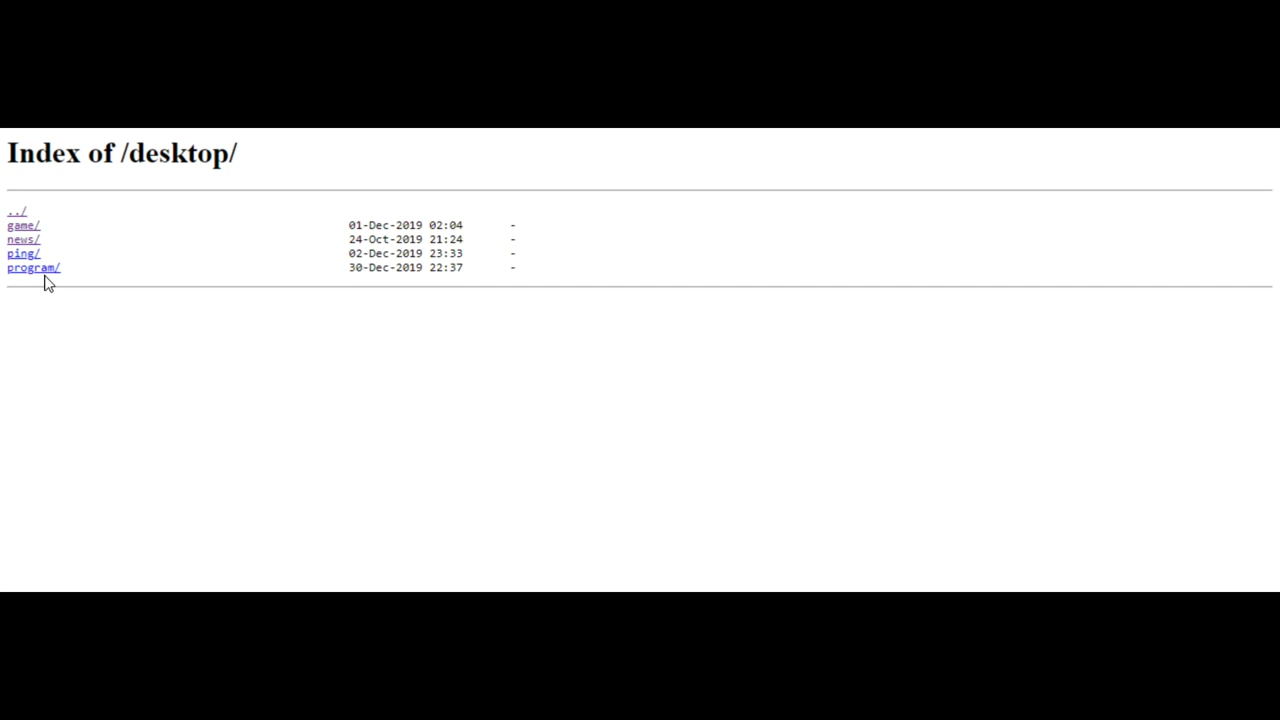 Index of /desktop/
../
game/ 01-Dec-2019 02:04 -
news/ 24-Oct-2019 21:24 -
ping/ 02-Dec-2019 23:33 -
program/ 30-Dec-2019 22:37 -